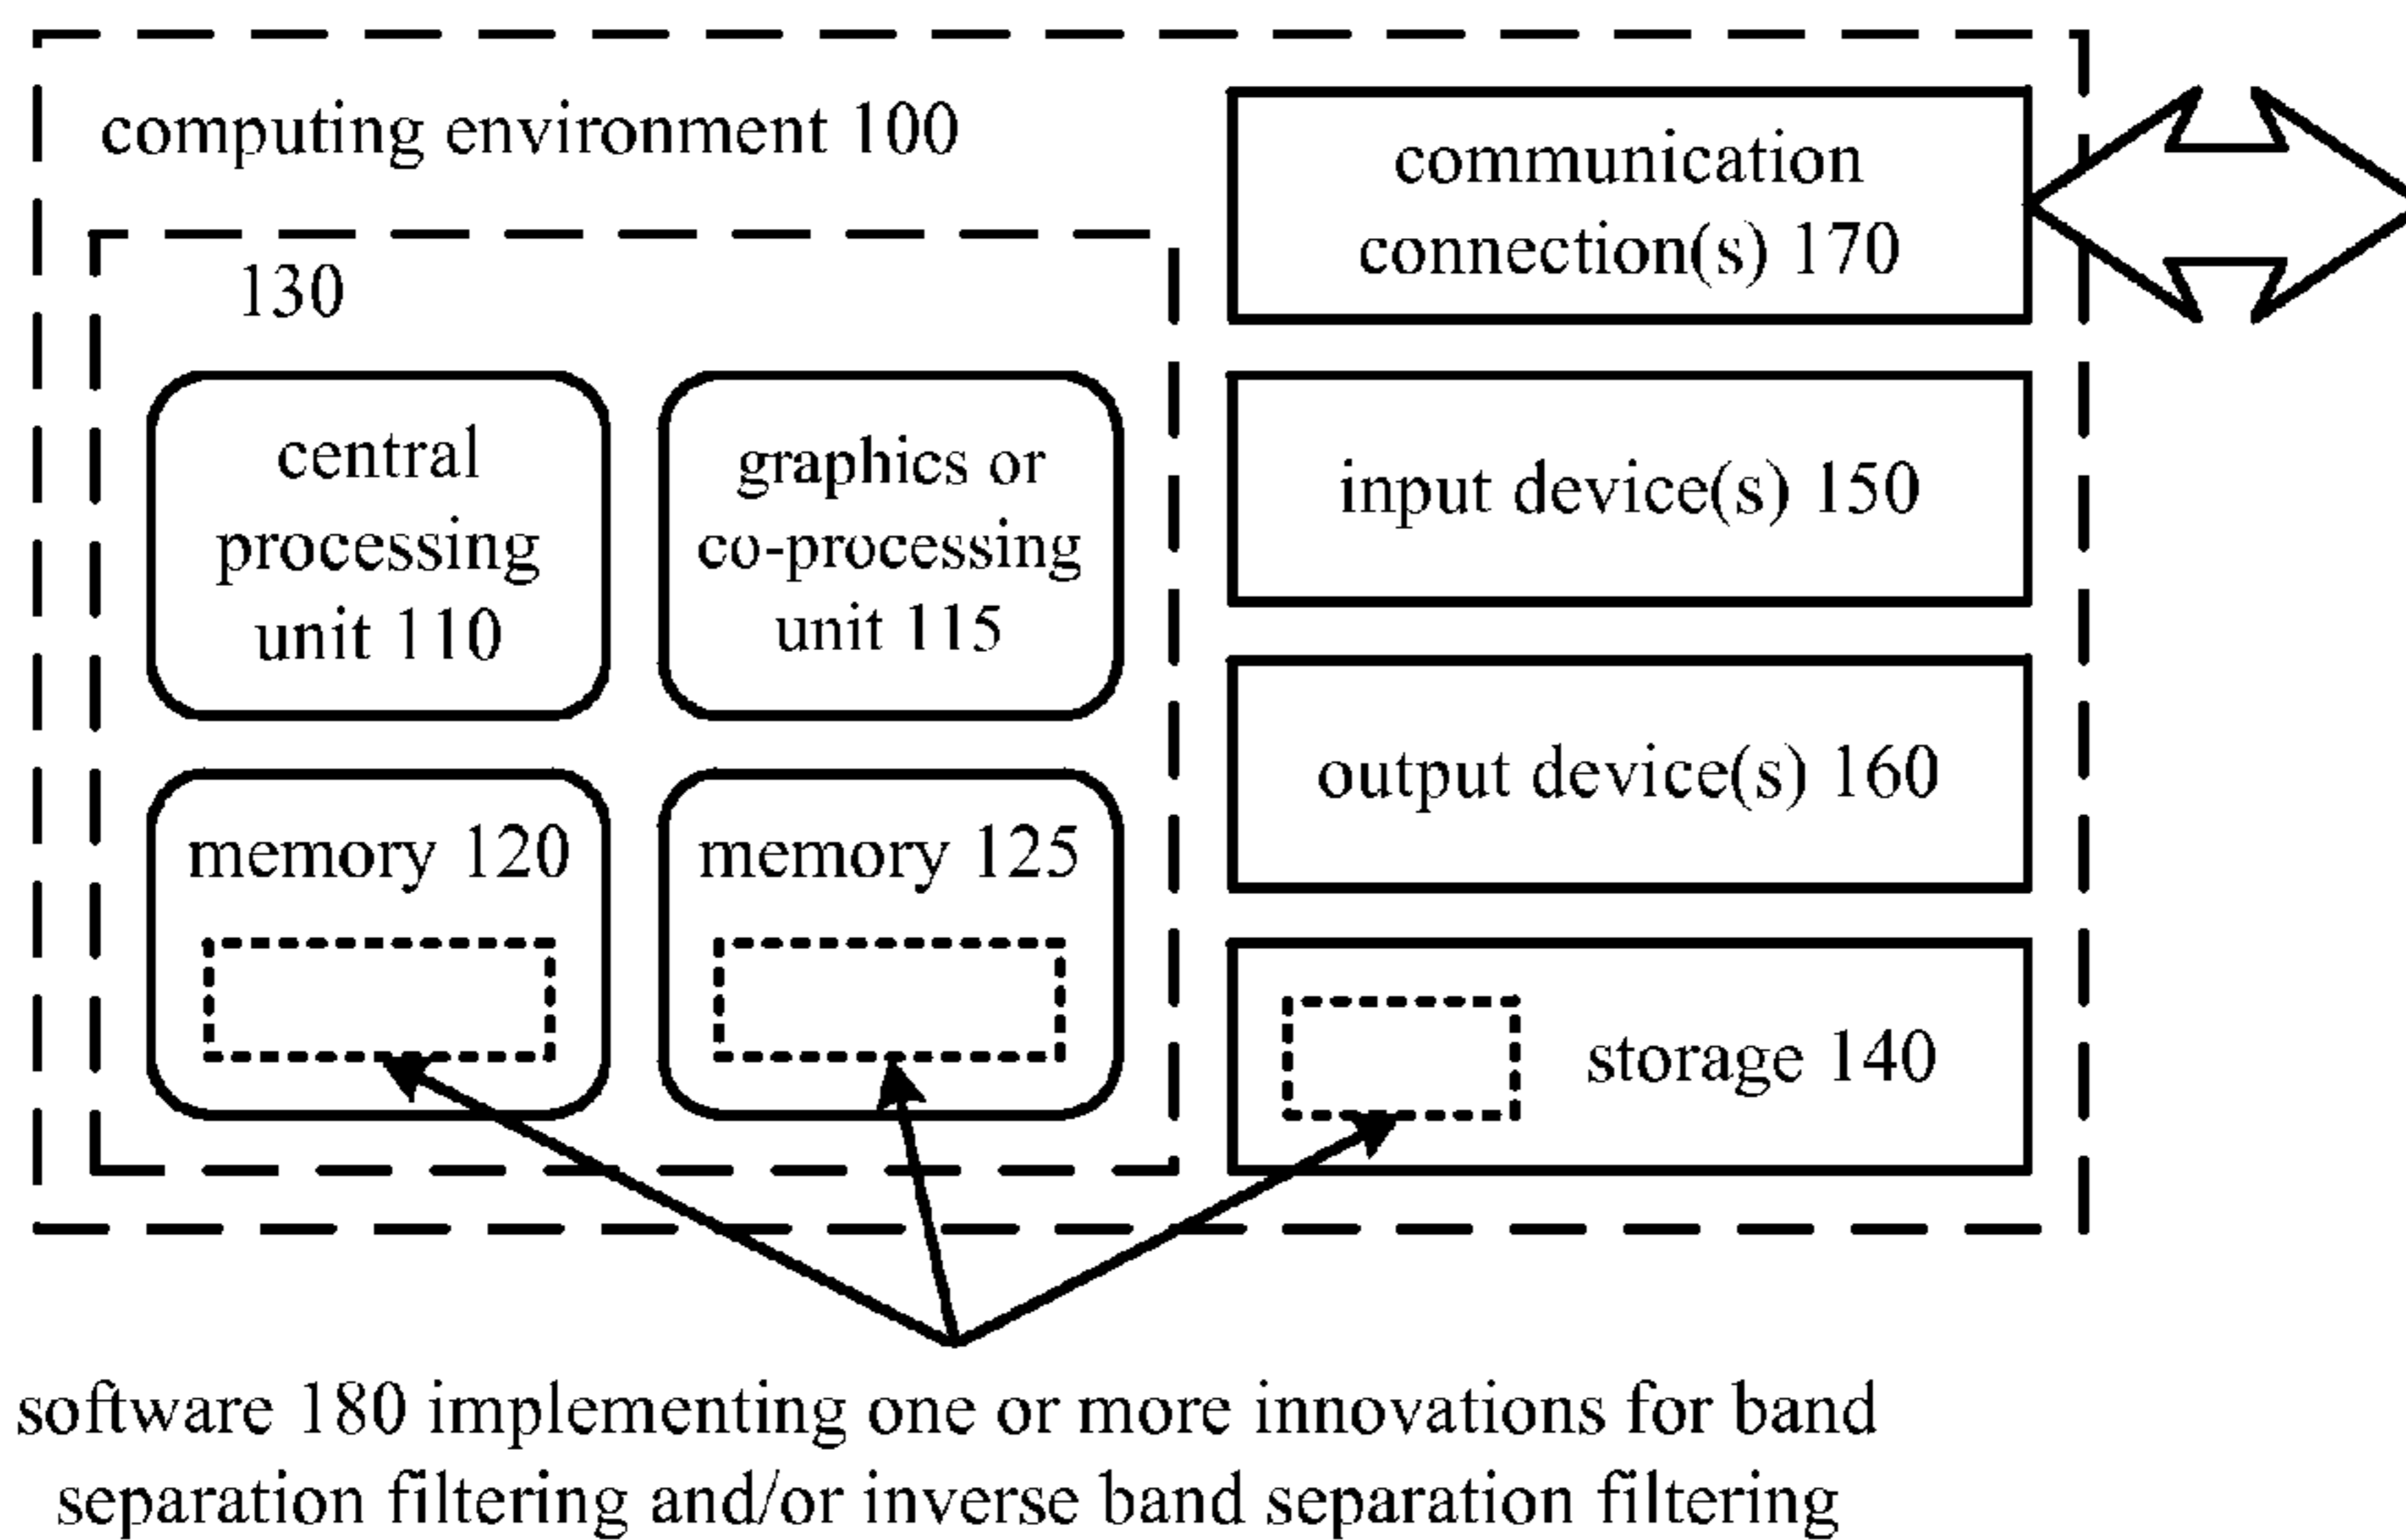 computing environment 100
130
central
processing
unit 110
graphics or
co-processing
unit 115
memory 120
memory 125
communication
connection(s) 170
input device(s) 150
output device(s) 160
storage 140
software 180 implementing one or more innovations for band
separation filtering and/or inverse band separation filtering